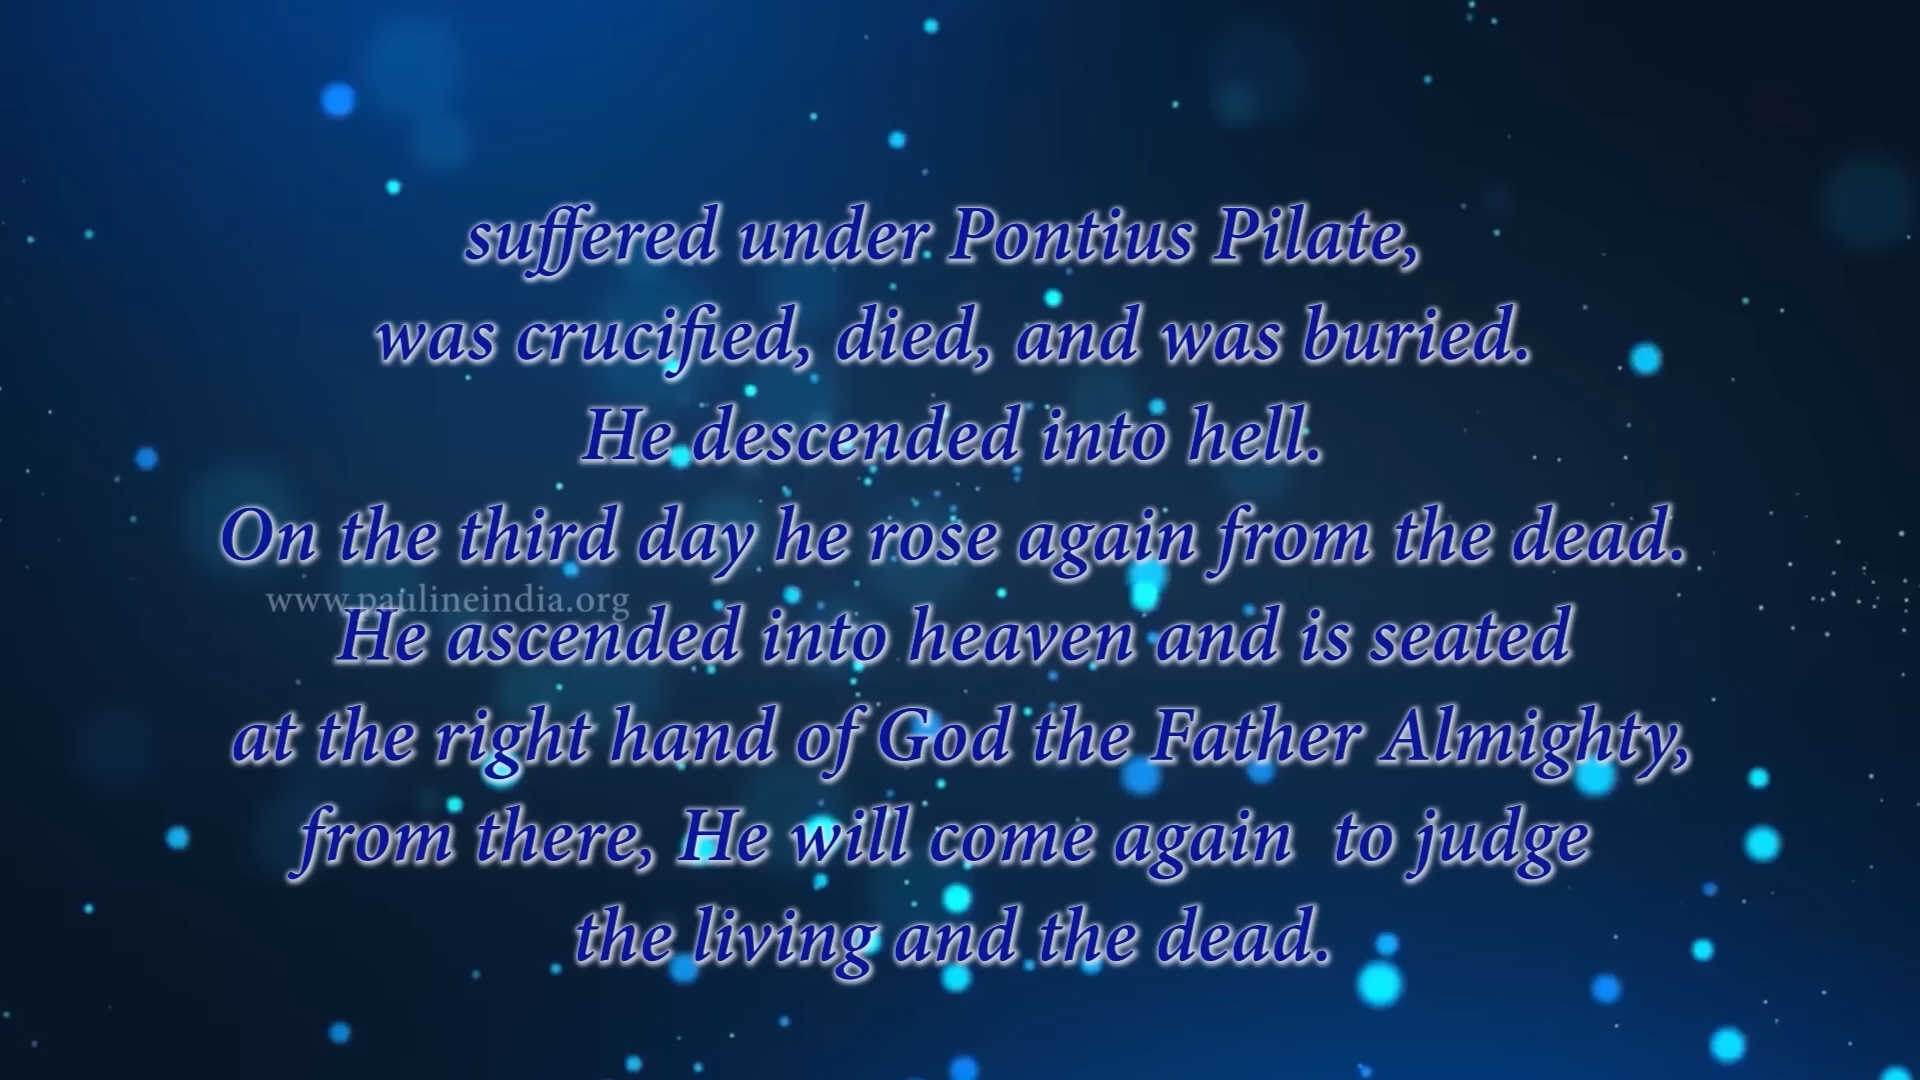 suffered under Pontius Pilate,
was crucified, died, and was buried.
He descended into hell.
On the third day he rose again from the dead.
www.paulineindia.org
He ascended into heaven and is seated
at the right hand of God the Father Almighty,
from there, He will come again  to judge
the living and the dead.